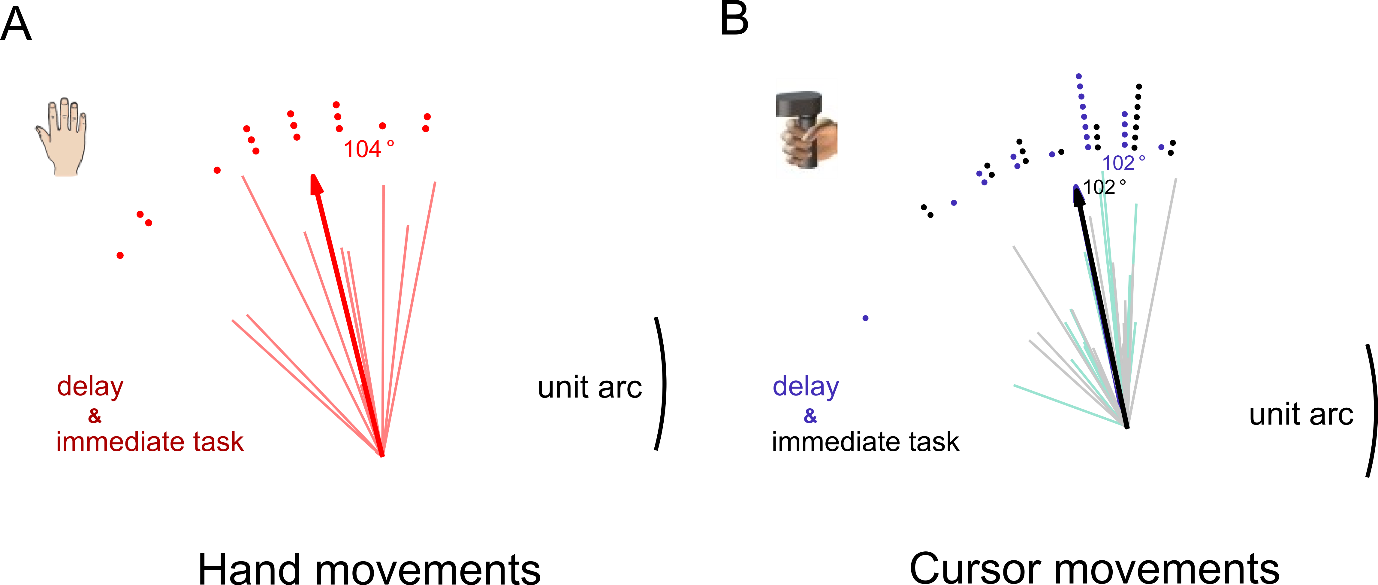 A
B
104°
102°
102°
delay
&
immediate task
unit arc
delay
&
immediate task
unit arc
Hand movements
Cursor movements